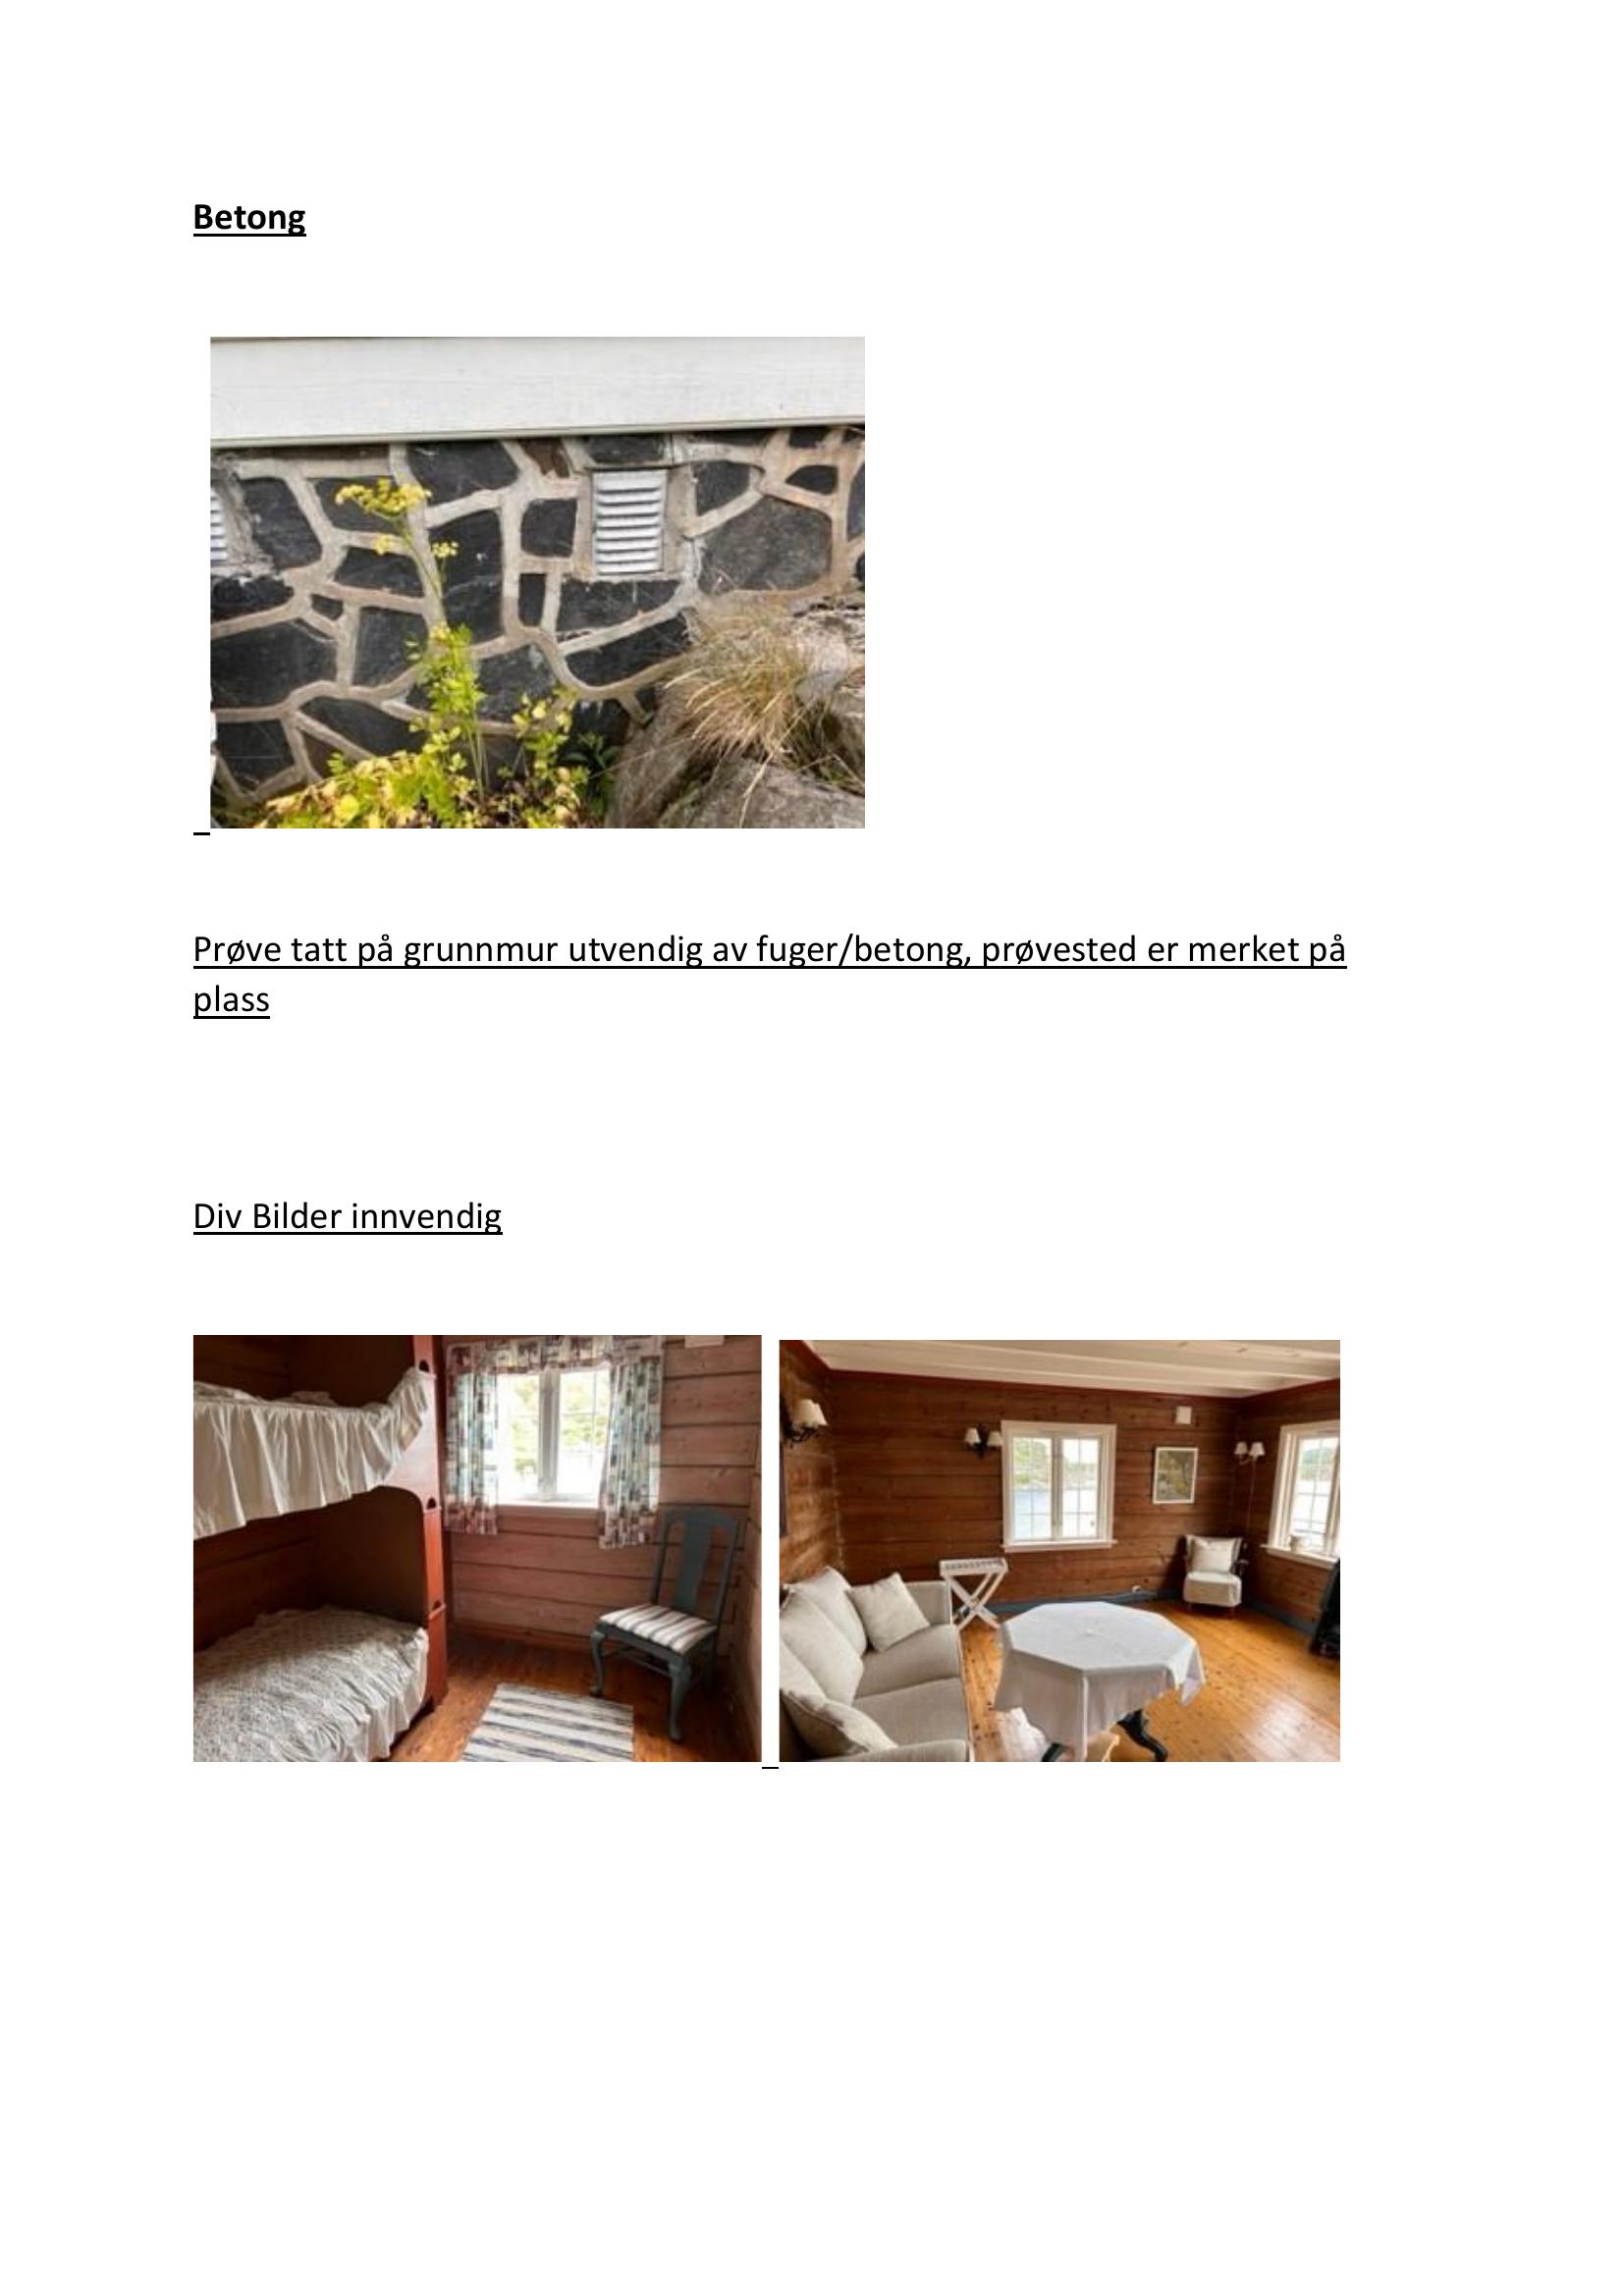 Betong
Prøve tatt på grunnmur utvendig av fuger/betong, prøvested er merket på
plass
Div Bilder innvendig